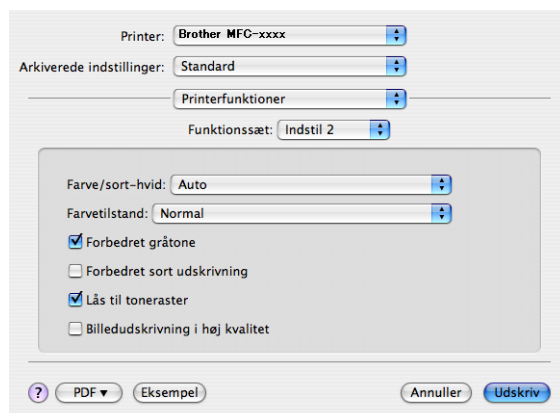 Printer: Brother MFC-xxxx
Arkiverede indstillinger: Standard
Printerfunktioner
Funktionssæt: Indstil 2
Farve/sort-hvid: Auto
Farvetilstand: Normal
Forbedret gråtone
Forbedret sort udskrivning
Lås til toneraster
Billedudskrivning i høj kvalitet
? PDF▼ Eksempel Annuller Udskriv